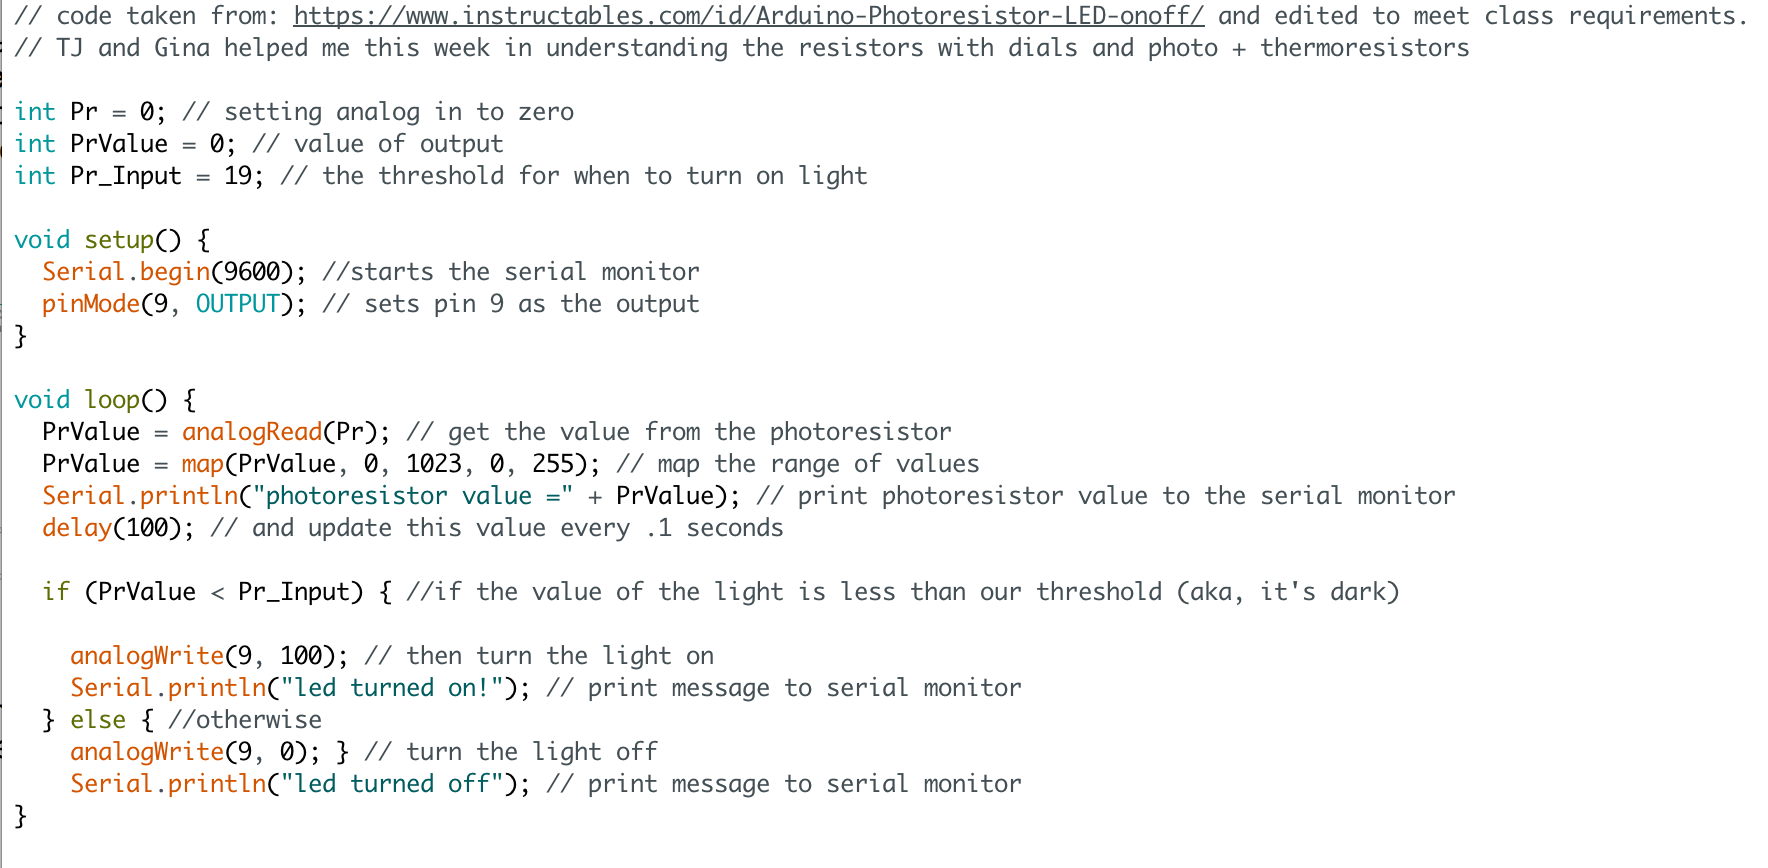 // code taken from: https://www.instructables.com/id/Arduino-Photoresistor-LED-onoff/ and edited to meet class requirements.
// TJ and Gina helped me this week in understanding the resistors with dials and photo + thermoresistors

int Pr = 0; // setting analog in to zero
int PrValue = 0; // value of output
int Pr_Input = 19; // the threshold for when to turn on light

void setup() {
  Serial.begin(9600); //starts the serial monitor
  pinMode(9, OUTPUT); // sets pin 9 as the output
}

void loop() {
  PrValue = analogRead(Pr); // get the value from the photoresistor
  PrValue = map(PrValue, 0, 1023, 0, 255); // map the range of values
  Serial.println("photoresistor value =" + PrValue); // print photoresistor value to the serial monitor
  delay(100); // and update this value every .1 seconds

  if (PrValue < Pr_Input) { //if the value of the light is less than our threshold (aka, it's dark)

    analogWrite(9, 100); // then turn the light on
    Serial.println("led turned on!"); // print message to serial monitor
  } else { //otherwise
    analogWrite(9, 0); } // turn the light off
    Serial.println("led turned off"); // print message to serial monitor
}